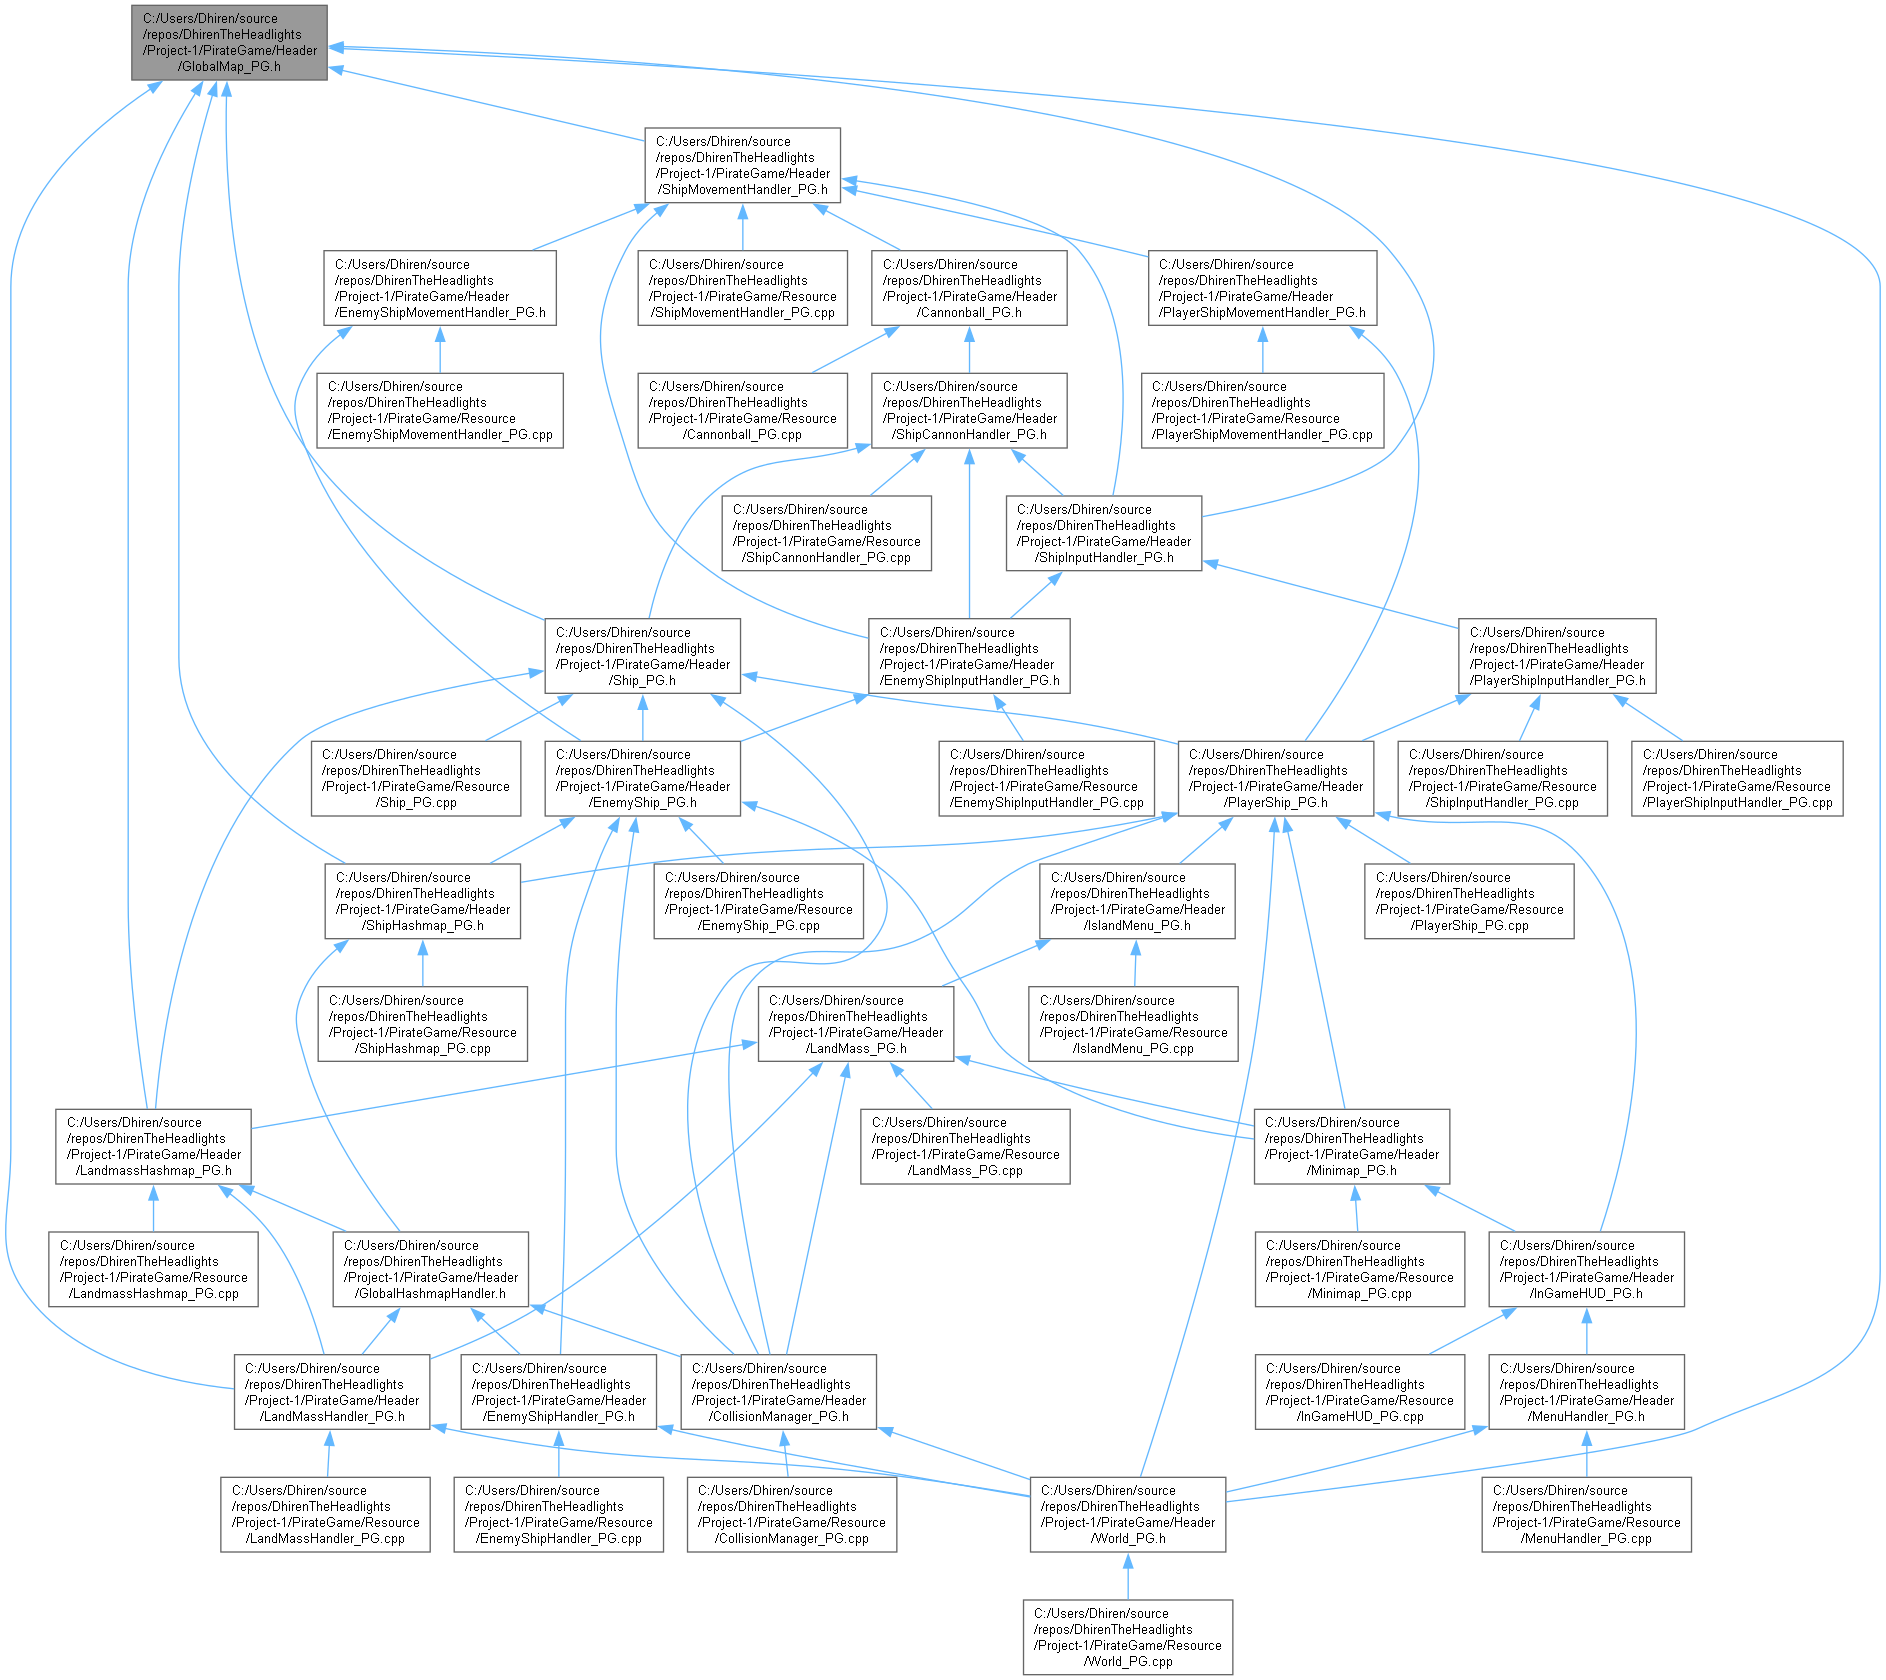 C:/Users/Dhiren/source
/repos/DhirenTheHeadlights
/Project-1/PirateGame/Header
/GlobalMap_PG.h
C:/Users/Dhiren/source
/repos/DhirenTheHeadlights
/Project-1/PirateGame/Header
/ShipMovementHandler_PG.h
C:/Users/Dhiren/source
/repos/DhirenTheHeadlights
/Project-1/PirateGame/Header
/EnemyShipMovementHandler_PG.h
C:/Users/Dhiren/source
/repos/DhirenTheHeadlights
/Project-1/PirateGame/Resource
/ShipMovementHandler_PG.cpp
C:/Users/Dhiren/source
/repos/DhirenTheHeadlights
/Project-1/PirateGame/Header
/Cannonball_PG.h
C:/Users/Dhiren/source
/repos/DhirenTheHeadlights
/Project-1/PirateGame/Header
/PlayerShipMovementHandler_PG.h
C:/Users/Dhiren/source
/repos/DhirenTheHeadlights
/Project-1/PirateGame/Resource
/EnemyShipMovementHandler_PG.cpp
C:/Users/Dhiren/source
/repos/DhirenTheHeadlights
/Project-1/PirateGame/Resource
/Cannonball_PG.cpp
C:/Users/Dhiren/source
/repos/DhirenTheHeadlights
/Project-1/PirateGame/Header
/ShipCannonHandler_PG.h
C:/Users/Dhiren/source
/repos/DhirenTheHeadlights
/Project-1/PirateGame/Resource
/PlayerShipMovementHandler_PG.cpp
C:/Users/Dhiren/source
/repos/DhirenTheHeadlights
/Project-1/PirateGame/Resource
/ShipCannonHandler_PG.cpp
C:/Users/Dhiren/source
/repos/DhirenTheHeadlights
/Project-1/PirateGame/Header
/ShipInputHandler_PG.h
C:/Users/Dhiren/source
/repos/DhirenTheHeadlights
/Project-1/PirateGame/Header
/Ship_PG.h
C:/Users/Dhiren/source
/repos/DhirenTheHeadlights
/Project-1/PirateGame/Header
/EnemyShipInputHandler_PG.h
C:/Users/Dhiren/source
/repos/DhirenTheHeadlights
/Project-1/PirateGame/Header
/PlayerShipInputHandler_PG.h
C:/Users/Dhiren/source
/repos/DhirenTheHeadlights
/Project-1/PirateGame/Resource
/Ship_PG.cpp
C:/Users/Dhiren/source
/repos/DhirenTheHeadlights
/Project-1/PirateGame/Header
/EnemyShip_PG.h
C:/Users/Dhiren/source
/repos/DhirenTheHeadlights
/Project-1/PirateGame/Resource
/EnemyShipInputHandler_PG.cpp
C:/Users/Dhiren/source
/repos/DhirenTheHeadlights
/Project-1/PirateGame/Header
/PlayerShip_PG.h
C:/Users/Dhiren/source
/repos/DhirenTheHeadlights
/Project-1/PirateGame/Resource
/ShipInputHandler_PG.cpp
C:/Users/Dhiren/source
/repos/DhirenTheHeadlights
/Project-1/PirateGame/Resource
/PlayerShipInputHandler_PG.cpp
C:/Users/Dhiren/source
/repos/DhirenTheHeadlights
/Project-1/PirateGame/Header
/ShipHashmap_PG.h
C:/Users/Dhiren/source
/repos/DhirenTheHeadlights
/Project-1/PirateGame/Resource
/EnemyShip_PG.cpp
C:/Users/Dhiren/source
/repos/DhirenTheHeadlights
/Project-1/PirateGame/Header
/IslandMenu_PG.h
C:/Users/Dhiren/source
/repos/DhirenTheHeadlights
/Project-1/PirateGame/Resource
/PlayerShip_PG.cpp
C:/Users/Dhiren/source
/repos/DhirenTheHeadlights
/Project-1/PirateGame/Resource
/ShipHashmap_PG.cpp
C:/Users/Dhiren/source
/repos/DhirenTheHeadlights
/Project-1/PirateGame/Header
/LandMass_PG.h
C:/Users/Dhiren/source
/repos/DhirenTheHeadlights
/Project-1/PirateGame/Resource
/IslandMenu_PG.cpp
C:/Users/Dhiren/source
/repos/DhirenTheHeadlights
/Project-1/PirateGame/Header
/LandmassHashmap_PG.h
C:/Users/Dhiren/source
/repos/DhirenTheHeadlights
/Project-1/PirateGame/Resource
/LandMass_PG.cpp
C:/Users/Dhiren/source
/repos/DhirenTheHeadlights
/Project-1/PirateGame/Header
/Minimap_PG.h
C:/Users/Dhiren/source
/repos/DhirenTheHeadlights
/Project-1/PirateGame/Resource
/LandmassHashmap_PG.cpp
C:/Users/Dhiren/source
/repos/DhirenTheHeadlights
/Project-1/PirateGame/Header
/GlobalHashmapHandler.h
C:/Users/Dhiren/source
/repos/DhirenTheHeadlights
/Project-1/PirateGame/Resource
/Minimap_PG.cpp
C:/Users/Dhiren/source
/repos/DhirenTheHeadlights
/Project-1/PirateGame/Header
/InGameHUD_PG.h
C:/Users/Dhiren/source
/repos/DhirenTheHeadlights
/Project-1/PirateGame/Header
/LandMassHandler_PG.h
C:/Users/Dhiren/source
/repos/DhirenTheHeadlights
/Project-1/PirateGame/Header
/EnemyShipHandler_PG.h
C:/Users/Dhiren/source
/repos/DhirenTheHeadlights
/Project-1/PirateGame/Header
/CollisionManager_PG.h
C:/Users/Dhiren/source
/repos/DhirenTheHeadlights
/Project-1/PirateGame/Resource
/InGameHUD_PG.cpp
C:/Users/Dhiren/source
/repos/DhirenTheHeadlights
/Project-1/PirateGame/Header
/MenuHandler_PG.h
C:/Users/Dhiren/source
/repos/DhirenTheHeadlights
/Project-1/PirateGame/Resource
/LandMassHandler_PG.cpp
C:/Users/Dhiren/source
/repos/DhirenTheHeadlights
/Project-1/PirateGame/Resource
/EnemyShipHandler_PG.cpp
C:/Users/Dhiren/source
/repos/DhirenTheHeadlights
/Project-1/PirateGame/Resource
/CollisionManager_PG.cpp
C:/Users/Dhiren/source
/repos/DhirenTheHeadlights
/Project-1/PirateGame/Header
/World_PG.h
C:/Users/Dhiren/source
/repos/DhirenTheHeadlights
/Project-1/PirateGame/Resource
/MenuHandler_PG.cpp
C:/Users/Dhiren/source
/repos/DhirenTheHeadlights
/Project-1/PirateGame/Resource
/World_PG.cpp